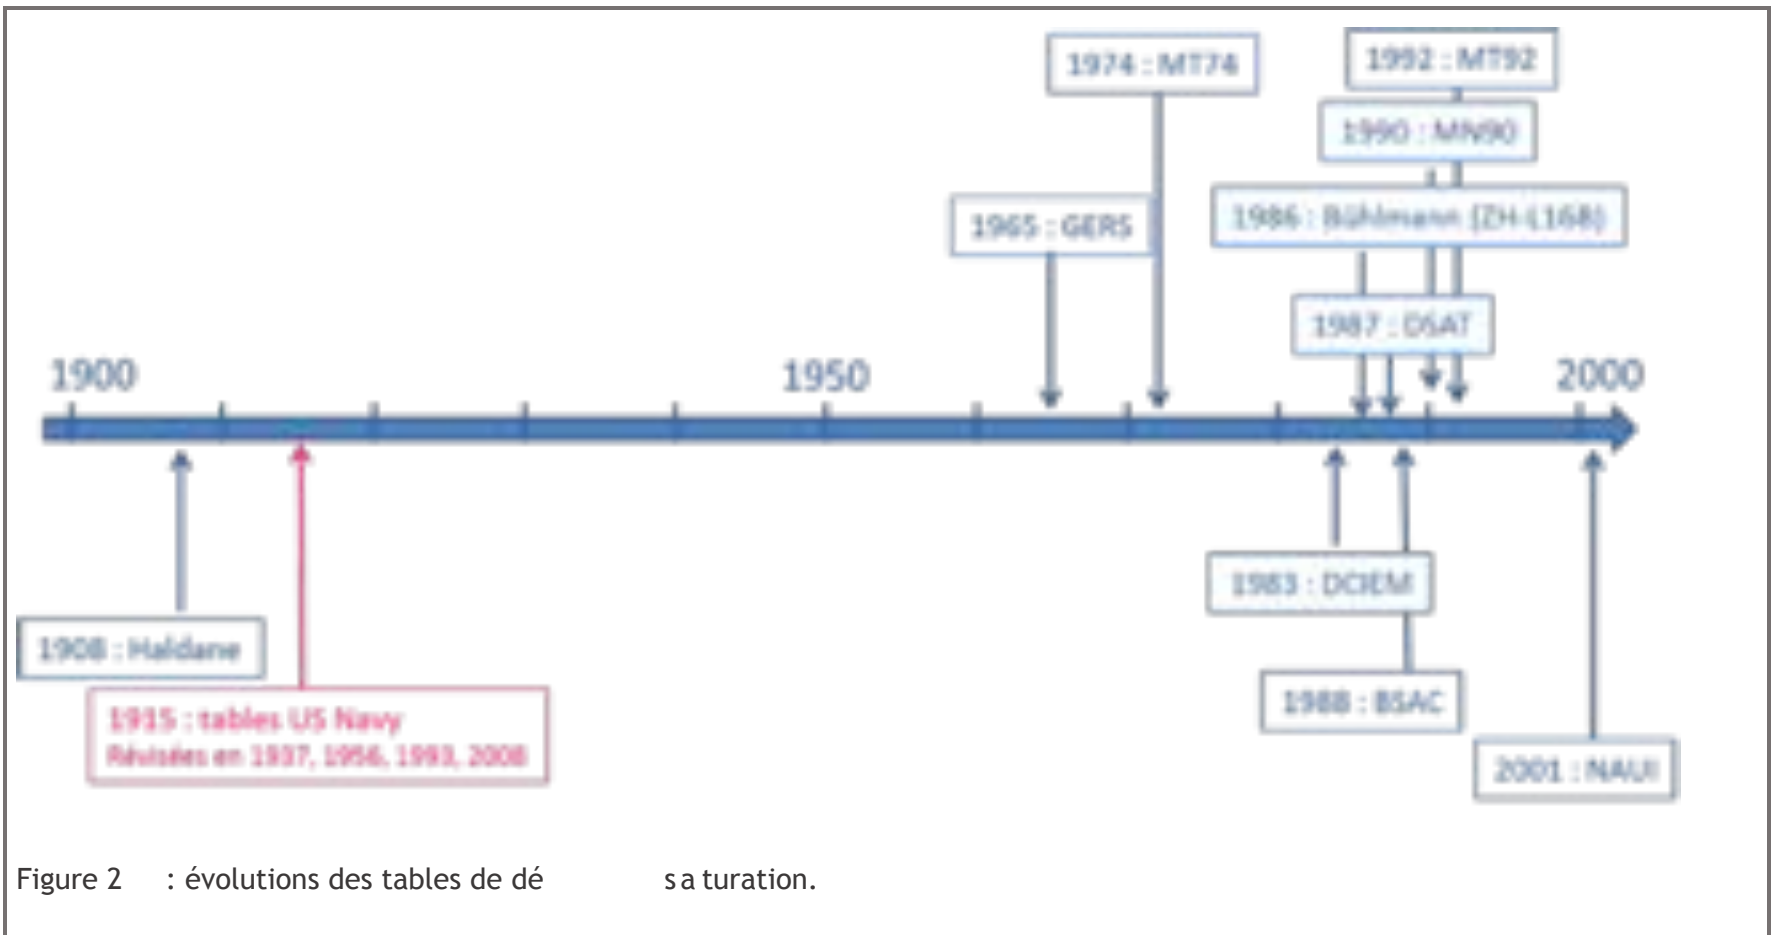 1974 : MT74
1992 : MT92
1990 : MN90
1965 : GERS
1986 : Bühlmann (ZH-L16B)
1987 : DSAT
1900
1950
2000
1908 : Haldane
1983 : DCIEM
1915 : tables US Navy
Révisées en 1937, 1956, 1993, 2008
1988 : BSAC
2001 : NAUI
Figure 2 : évolutions des tables de dé sa turation.